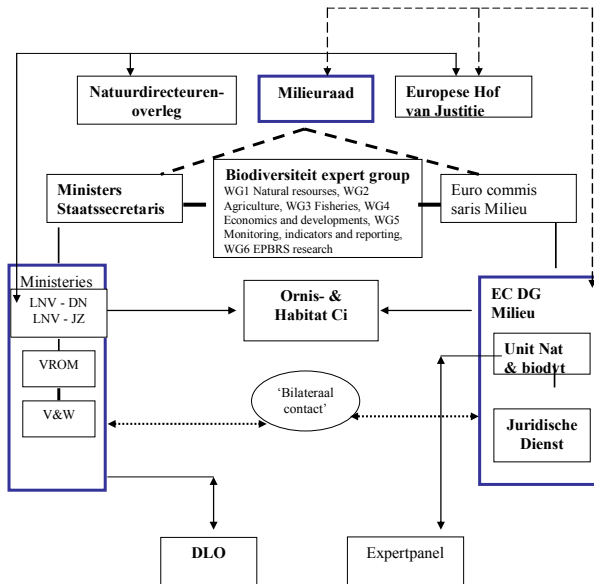 Natuurdirecteuren-
overleg
Milieuraad
Europese Hof
van Justitie
Ministers
Staatssecretaris
Biodiversiteit expert group
WG1 Natural resourses, WG2
Agriculture, WG3 Fisheries, WG4
Economics and developments, WG5
Monitoring, indicators and reporting,
WG6 EPBRS research
Euro commis
saris Milieu
Ministeries
LNV - DN
LNV - JZ
VROM
V&W
Ornis- &
Habitat Ci
EC DG
Milieu
Unit Nat
& biodyt
'Bilateraal
contact'
Juridische
Dienst
DLO
Expertpanel